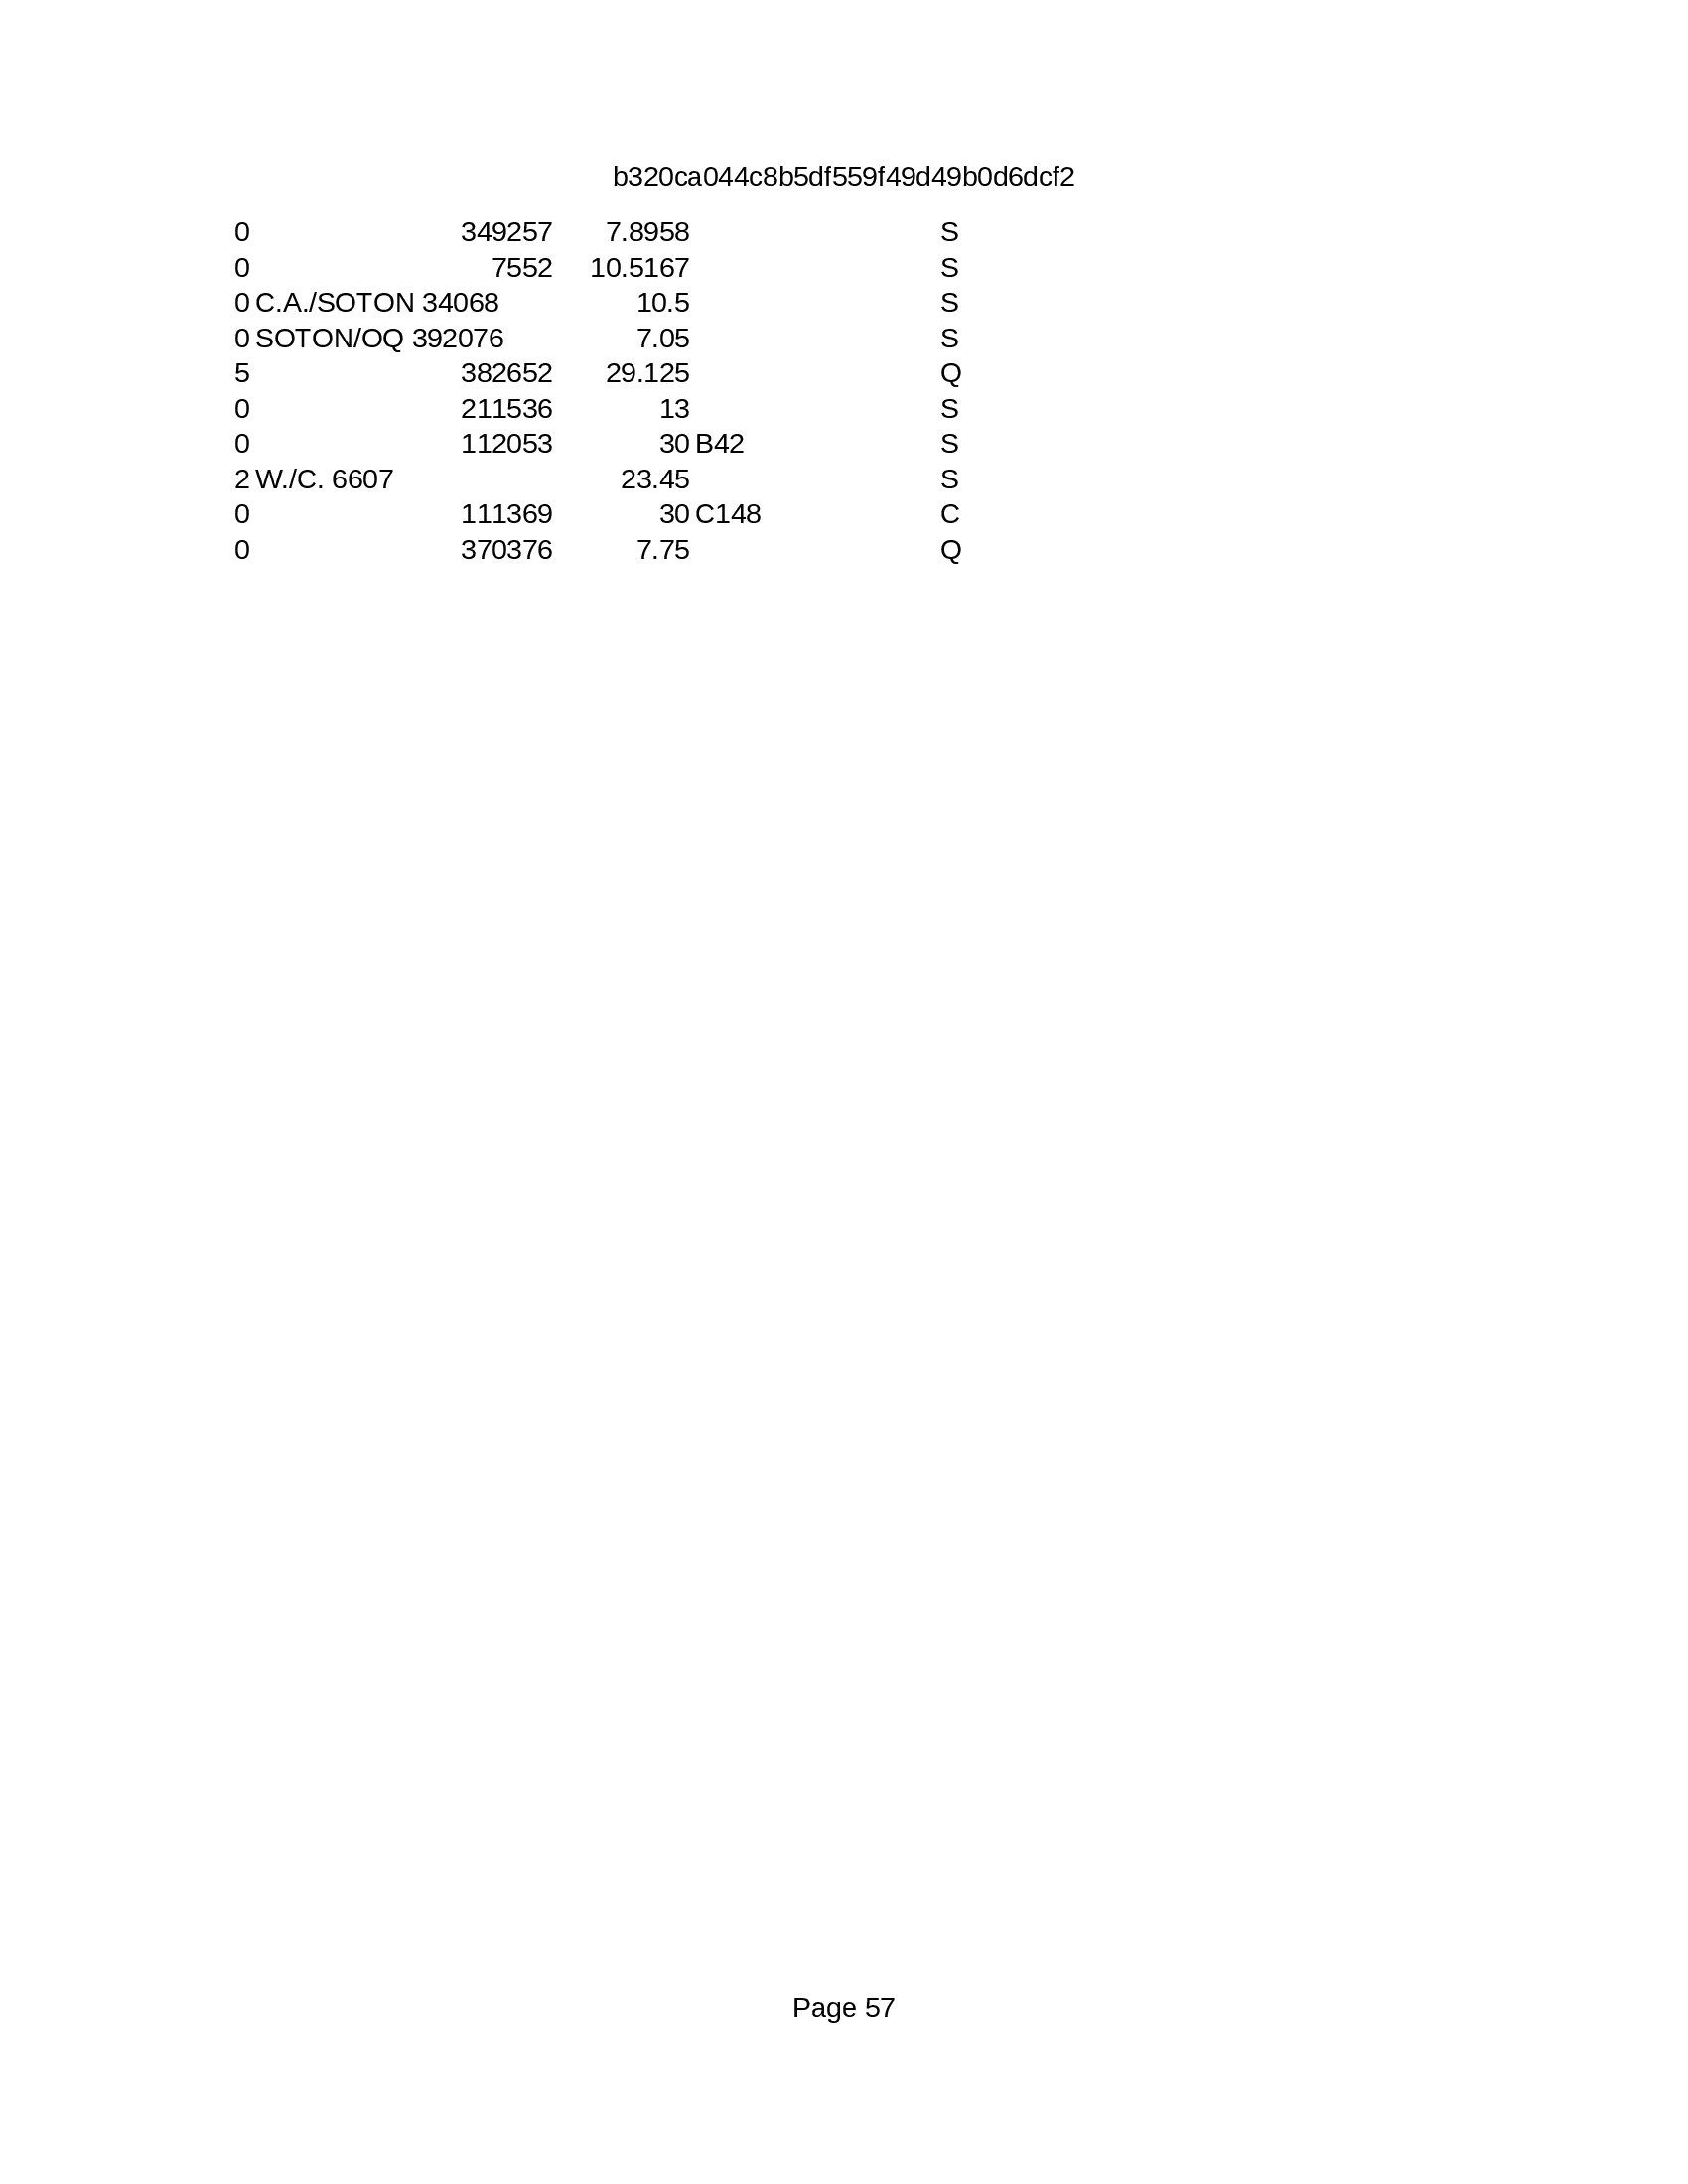 b320ca044c8b5df559f49d49b0d6dcf2
0 349257 7.8958 S
0 7552 10.5167 S
0 C.A./SOTON 34068 10.5 S
0 SOTON/OQ 392076 7.05 S
5 382652 29.125 Q
0 211536 13 S
0 112053 30 B42 S
2 W./C. 6607 23.45 S
0 111369 30 C148 C
0 370376 7.75 Q
Page 57